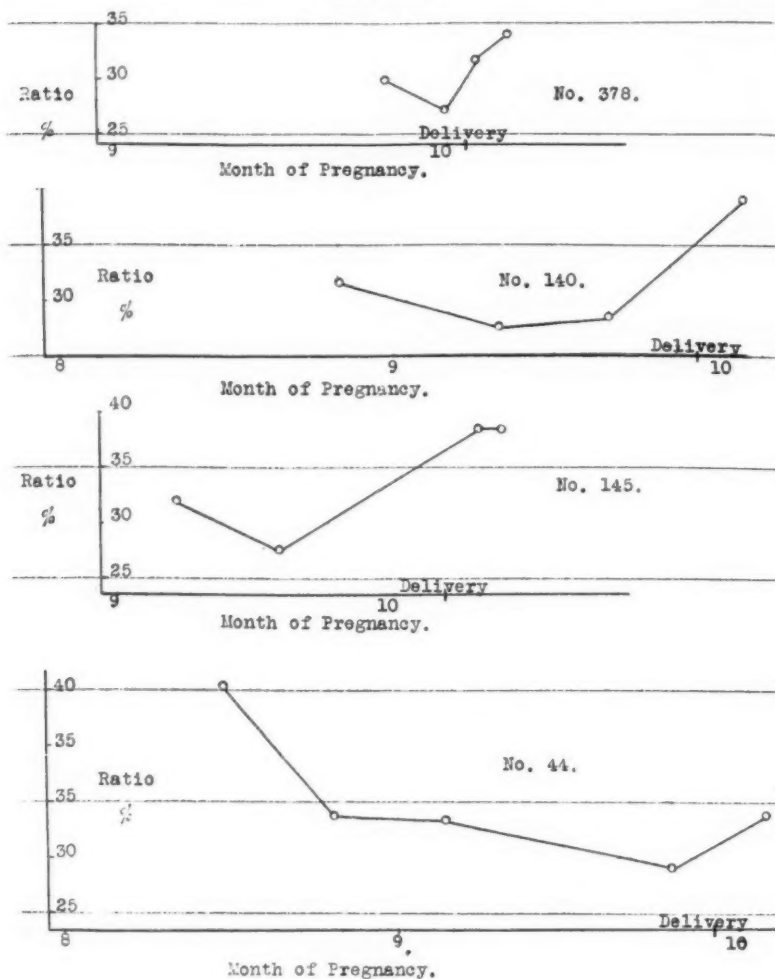 35
30
Ratio
No. 378.
%
25
Delivery
9
10
Month of Pregnancy.
35
Ratio
No. 140.
30
%
Delivery
8
9
10
Month of Pregnancy.
40
35
Ratio
No. 145.
%
30
25
Delivery
9
10
Month of Pregnancy.
40
35
No. 44.
Ratio
35
%
30
25
Delivery
8
9.
10
Month of Pregnancy.